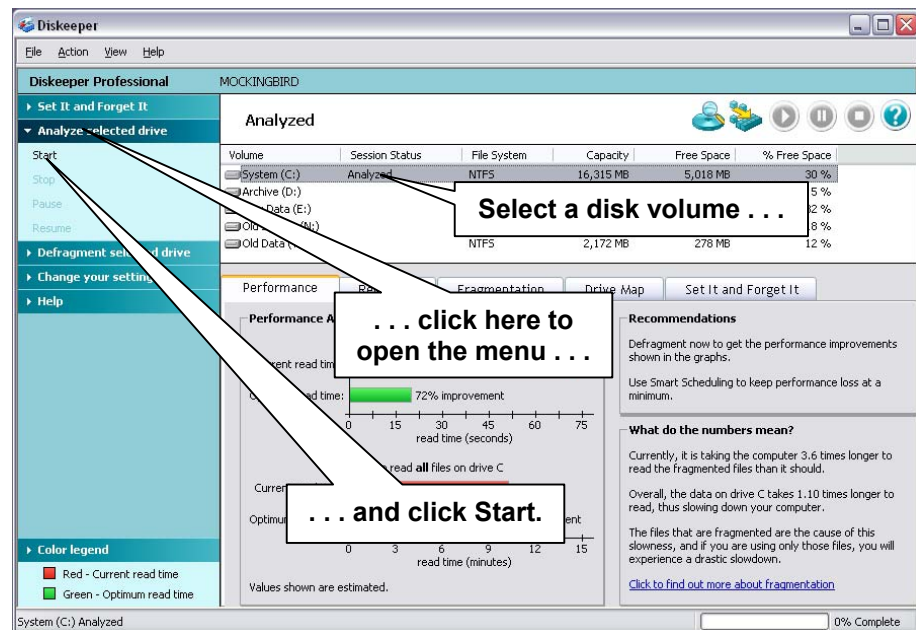 Diskeeper
File Action View Help
Diskeeper Professional MOCKINGBIRD
Set It and Forget It
Analyze selected drive
Start
Stop
Pause
Resume
Defragment selected drive
Change your settings
Help
Color legend
Red - Current read time
Green - Optimum read time
Analyzed
Volume Session Status File System Capacity Free Space % Free Space
System (C:) Analyzed NTFS 16,315 MB 5,018 MB 30 %
Archive (D:) 5 %
Data (E:) %
Old (N:) 8 %
Old Data NTFS 2,172 MB 278 MB 12 %
Select a disk volume . . .
Performance Fragmentation Drive Map Set It and Forget It
. . . click here to
open the menu . . .
Performance
read time
read time: 72% improvement
0 15 30 45 60 75
read time (seconds)
read all files on drive C
. . . and click Start.
0 3 6 9 12 15
read time (minutes)
Values shown are estimated.
Recommendations
Defragment now to get the performance improvements
shown in the graphs.
Use Smart Scheduling to keep performance loss at a
minimum.
What do the numbers mean?
Currently, it is taking the computer 3.6 times longer to
read the fragmented files than it should.
Overall, the data on drive C takes 1.10 times longer to
read, thus slowing down your computer.
The files that are fragmented are the cause of this
slowness, and if you are using only those files, you will
experience a drastic slowdown.
Click to find out more about fragmentation
System (C:) Analyzed 0% Complete